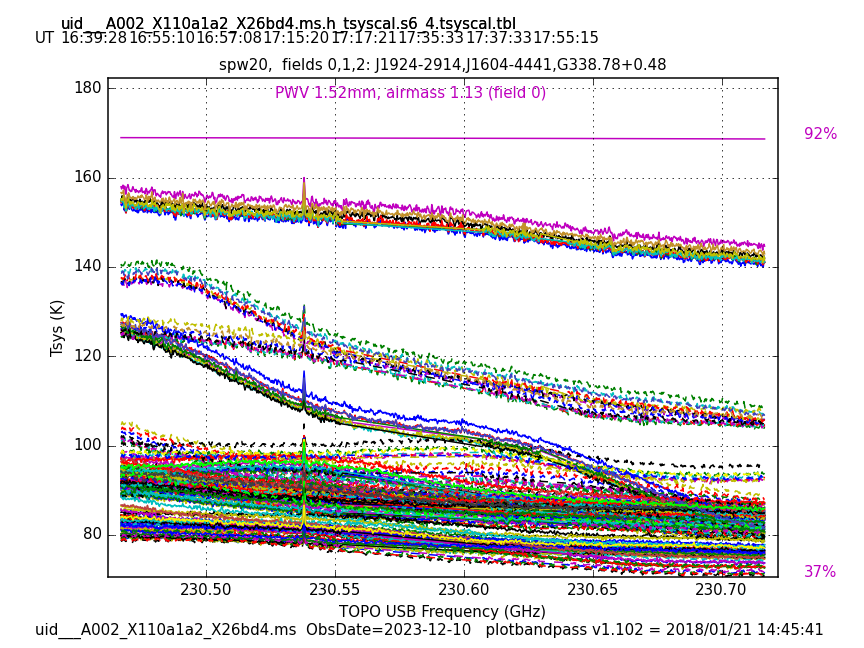 uid___A002_X110a1a2_X26bd4.ms.h_tsyscal.s6_4.tsyscal.tbl
UT 16:39:28 16:55:10 16:57:08 17:15:20 17:17:21 17:35:33 17:37:33 17:55:15
spw20, fields 0,1,2: J1924-2914,J1604-4441,G338.78+0.48
PWV 1.52mm, airmass 1.13 (field 0)
92%
180
160
140
120
100
80
Tsys (K)
37%
230.50 230.55 230.60 230.65 230.70
TOPO USB Frequency (GHz)
uid___A002_X110a1a2_X26bd4.ms ObsDate=2023-12-10 plotbandpass v1.102 = 2018/01/21 14:45:41